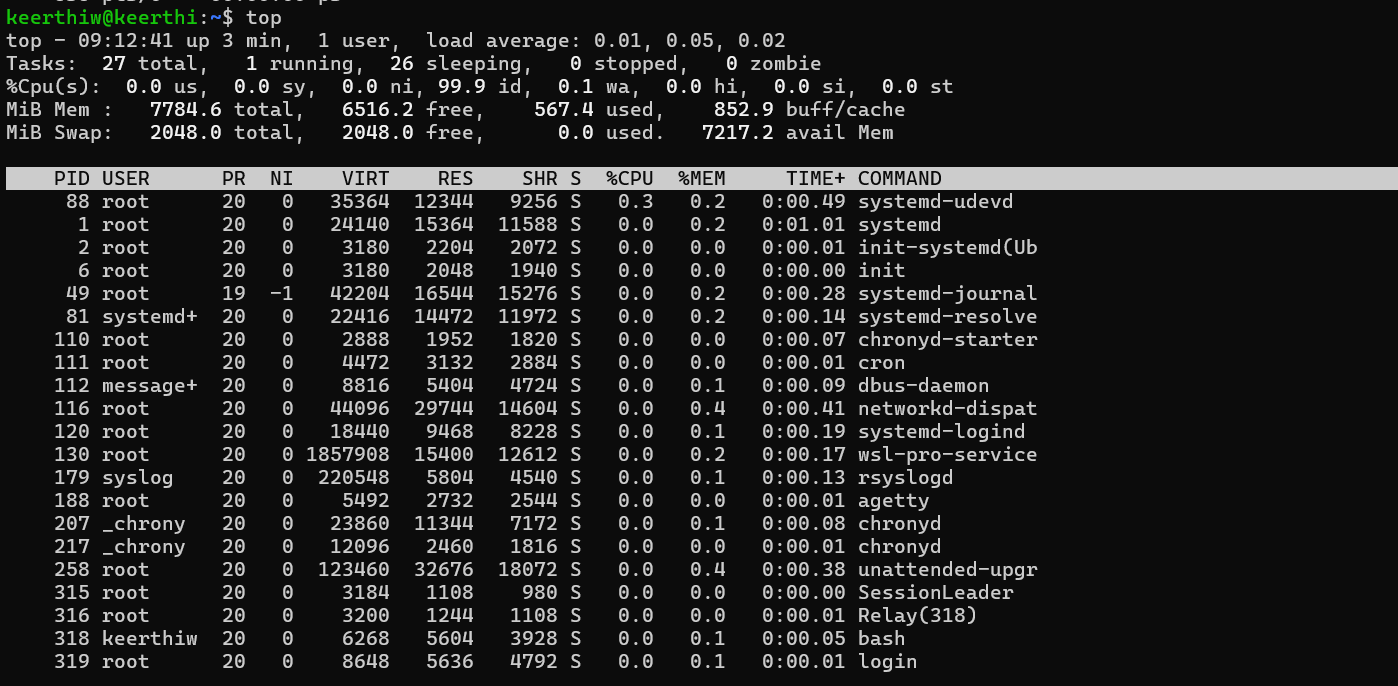 keerthiw@keerthi:~$ top
top - 09:12:41 up 3 min,  1 user,  load average: 0.01, 0.05, 0.02
Tasks:  27 total,   1 running,  26 sleeping,   0 stopped,   0 zombie
%Cpu(s):  0.0 us,  0.0 sy,  0.0 ni, 99.9 id,  0.1 wa,  0.0 hi,  0.0 si,  0.0 st
MiB Mem :   7784.6 total,   6516.2 free,    567.4 used,    852.9 buff/cache
MiB Swap:   2048.0 total,   2048.0 free,      0.0 used.   7217.2 avail Mem
    PID USER      PR  NI    VIRT    RES    SHR S  %CPU  %MEM     TIME+ COMMAND
     88 root      20   0   35364  12344   9256 S   0.3   0.2   0:00.49 systemd-udevd
      1 root      20   0   24140  15364  11588 S   0.0   0.2   0:01.01 systemd
      2 root      20   0    3180   2204   2072 S   0.0   0.0   0:00.01 init-systemd(Ub
      6 root      20   0    3180   2048   1940 S   0.0   0.0   0:00.00 init
     49 root      19  -1   42204  16544  15276 S   0.0   0.2   0:00.28 systemd-journal
     81 systemd+  20   0   22416  14472  11972 S   0.0   0.2   0:00.14 systemd-resolve
    110 root      20   0    2888   1952   1820 S   0.0   0.0   0:00.07 chronyd-starter
    111 root      20   0    4472   3132   2884 S   0.0   0.0   0:00.01 cron
    112 message+  20   0    8816   5404   4724 S   0.0   0.1   0:00.09 dbus-daemon
    116 root      20   0   44096  29744  14604 S   0.0   0.4   0:00.41 networkd-dispat
    120 root      20   0   18440   9468   8228 S   0.0   0.1   0:00.19 systemd-logind
    130 root      20   0 1857908  15400  12612 S   0.0   0.2   0:00.17 wsl-pro-service
    179 syslog    20   0  220548   5804   4540 S   0.0   0.1   0:00.13 rsyslogd
    188 root      20   0    5492   2732   2544 S   0.0   0.0   0:00.01 agetty
    207 _chrony   20   0   23860  11344   7172 S   0.0   0.1   0:00.08 chronyd
    217 _chrony   20   0   12096   2460   1816 S   0.0   0.0   0:00.01 chronyd
    258 root      20   0  123460  32676  18072 S   0.0   0.4   0:00.38 unattended-upgr
    315 root      20   0    3184   1108    980 S   0.0   0.0   0:00.00 SessionLeader
    316 root      20   0    3200   1244   1108 S   0.0   0.0   0:00.01 Relay(318)
    318 keerthiw  20   0    6268   5604   3928 S   0.0   0.1   0:00.05 bash
    319 root      20   0    8648   5636   4792 S   0.0   0.1   0:00.01 login